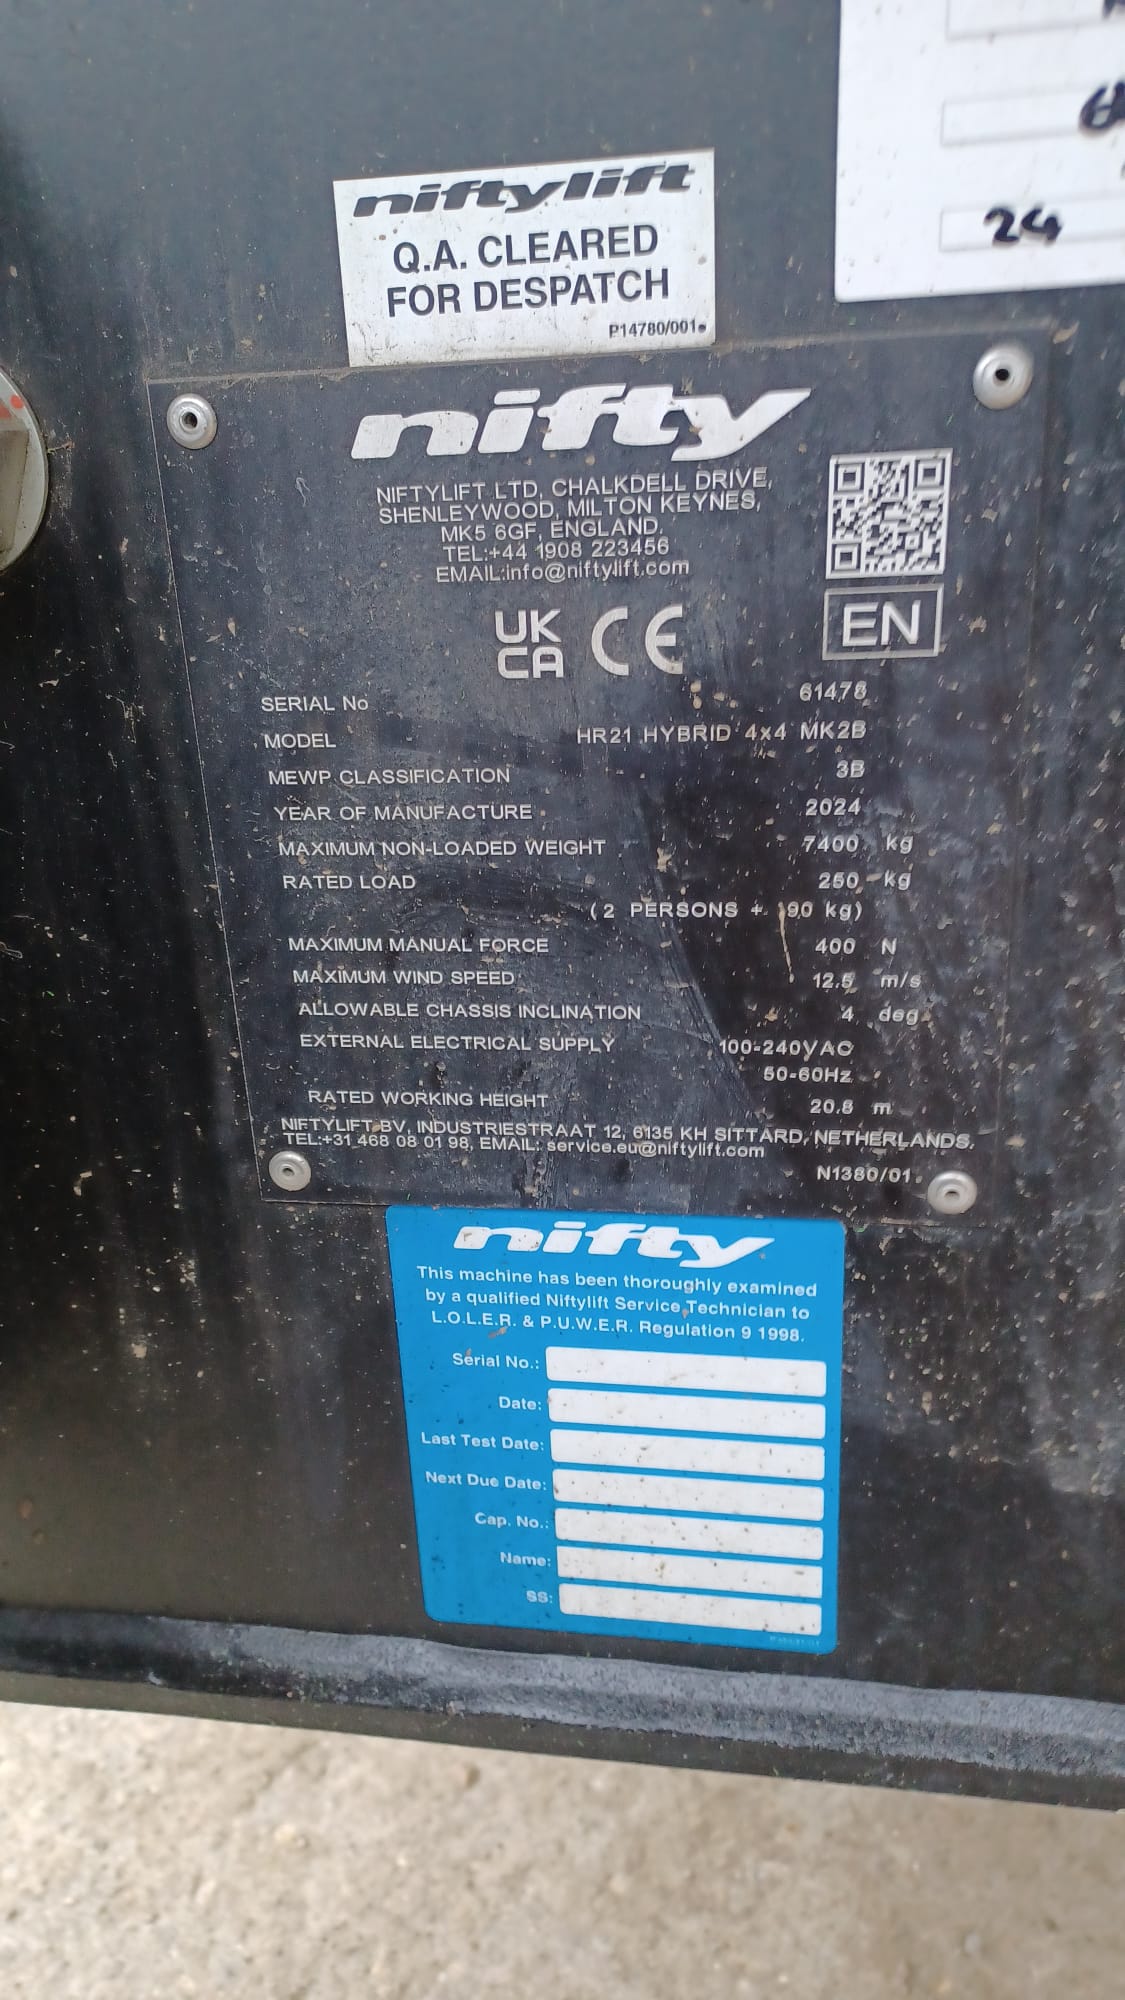 24
niftylift
Q.A. CLEARED
FOR DESPATCH
P14780/001
nifty
NIFTYLIFT LTD, CHALKDELL DRIVE,
SHENLEYWOOD, MILTON KEYNES,
MK5 6GF, ENGLAND.
TEL:+44 1908 223456
EMAIL:info@niftylift.com
UK
CA CE
EN
SERIAL No 61478
MODEL HR21 HYBRID 4x4 MK2B
MEWP CLASSIFICATION 3B
YEAR OF MANUFACTURE 2024
MAXIMUM NON-LOADED WEIGHT 7400 kg
RATED LOAD 250 kg
(2 PERSONS + 90 kg)
MAXIMUM MANUAL FORCE 400 N
MAXIMUM WIND SPEED 12.5 m/s
ALLOWABLE CHASSIS INCLINATION 4 deg
EXTERNAL ELECTRICAL SUPPLY 100-240VAC
50-60Hz
RATED WORKING HEIGHT 20.8 m
NIFTYLIFT BV, INDUSTRIESTRAAT 12, 6135 KH SITTARD, NETHERLANDS.
TEL:+31 468 08 01 98, EMAIL: service.eu@niftylift.com
N1380/01
nifty
This machine has been thoroughly examined
by a qualified Niftylift Service Technician to
L.O.L.E.R. & P.U.W.E.R. Regulation 9 1998.
Serial No.:
Date:
Last Test Date:
Next Due Date:
Cap. No.:
Name:
SS: